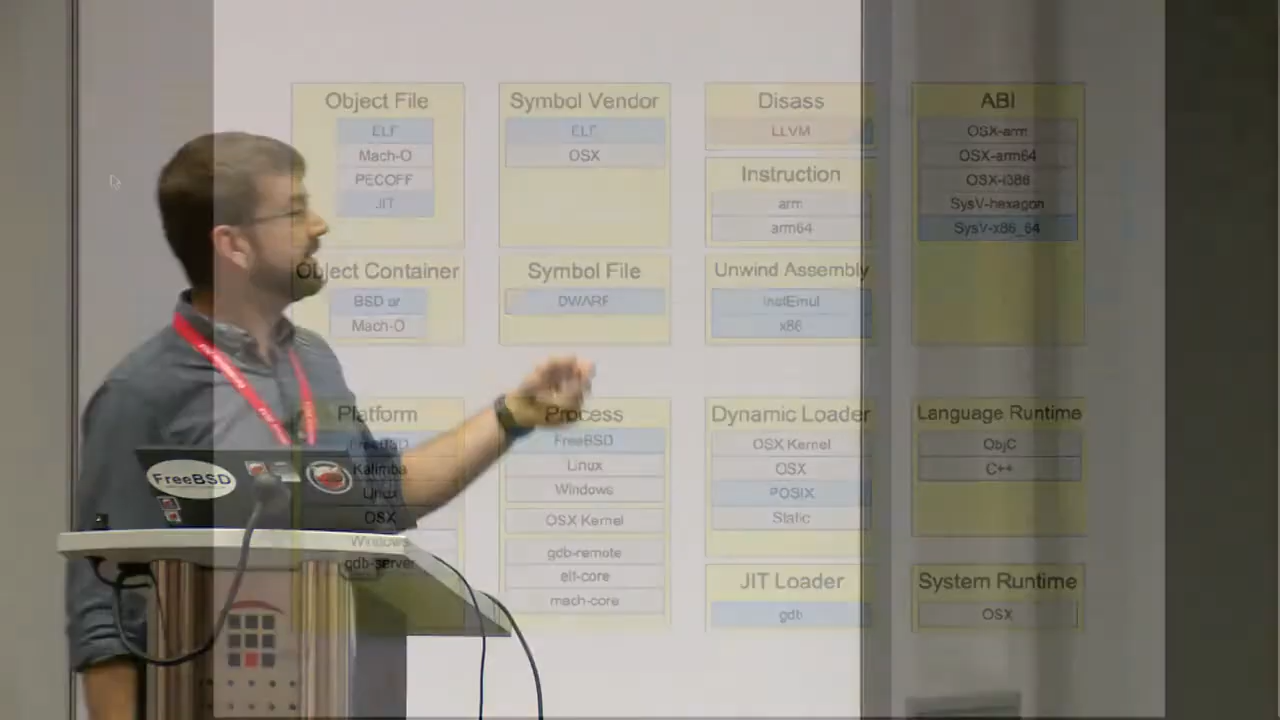 Object File
ELF
Mach-O
PECOFF
JIT
Symbol Vendor
ELF
OSX
Disass
LLVM
Instruction
arm
arm64
ABI
OSX-arm
OSX-arm64
OSX-i386
SysV-hexagon
SysV-x86_64
Object Container
BSD ar
Mach-O
Symbol File
DWARF
Unwind Assembly
InstEmul
x86
Platform
FreeBSD
Kalimba
Linux
OSX
Windows
gdb-server
Process
FreeBSD
Linux
Windows
OSX Kernel
gdb-remote
elf-core
mach-core
Dynamic Loader
OSX Kernel
OSX
POSIX
Static
JIT Loader
gdb
Language Runtime
ObjC
C++
System Runtime
OSX
FreeBSD